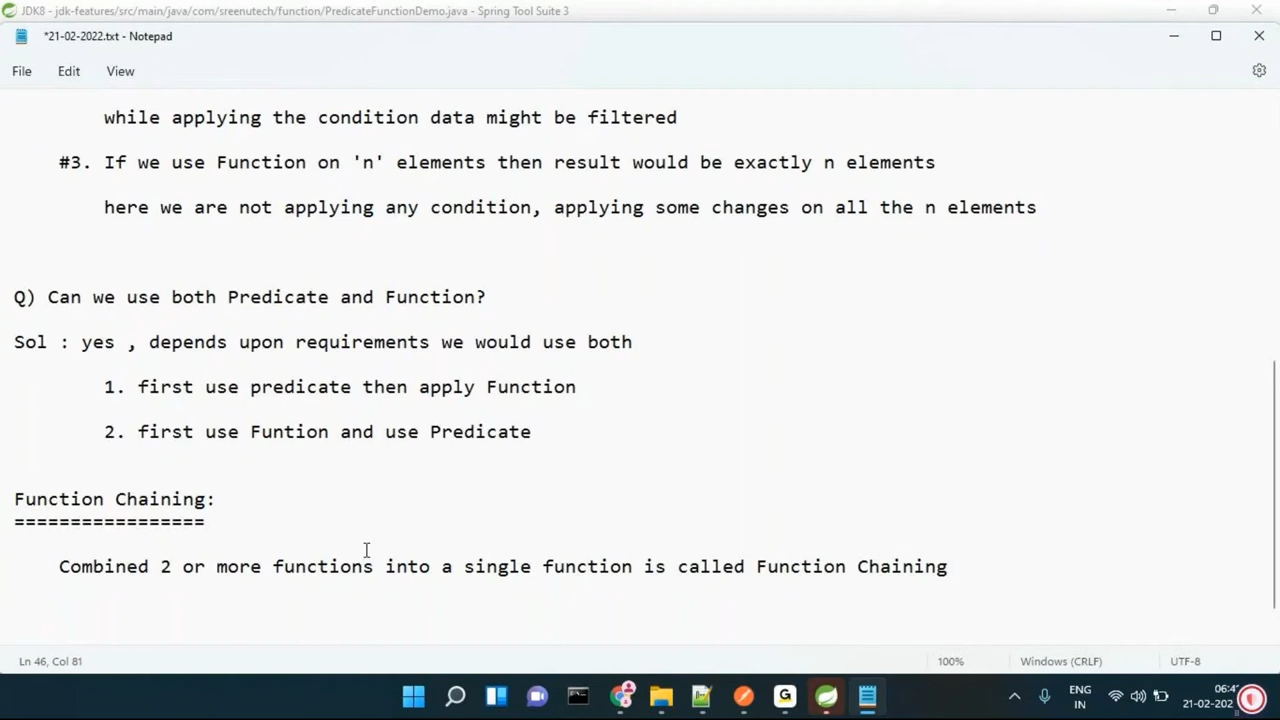 JDK8 - jdk-features/src/main/java/com/sreenutech/function/PredicateFunctionDemo.java - Spring Tool Suite 3
*21-02-2022.txt - Notepad
File Edit View
while applying the condition data might be filtered
#3. If we use Function on 'n' elements then result would be exactly n elements
here we are not applying any condition, applying some changes on all the n elements
Q) Can we use both Predicate and Function?
Sol : yes , depends upon requirements we would use both
1. first use predicate then apply Function
2. first use Funtion and use Predicate
Function Chaining:
=================
Combined 2 or more functions into a single function is called Function Chaining
Ln 46, Col 81 100% Windows (CRLF) UTF-8
ENG
IN